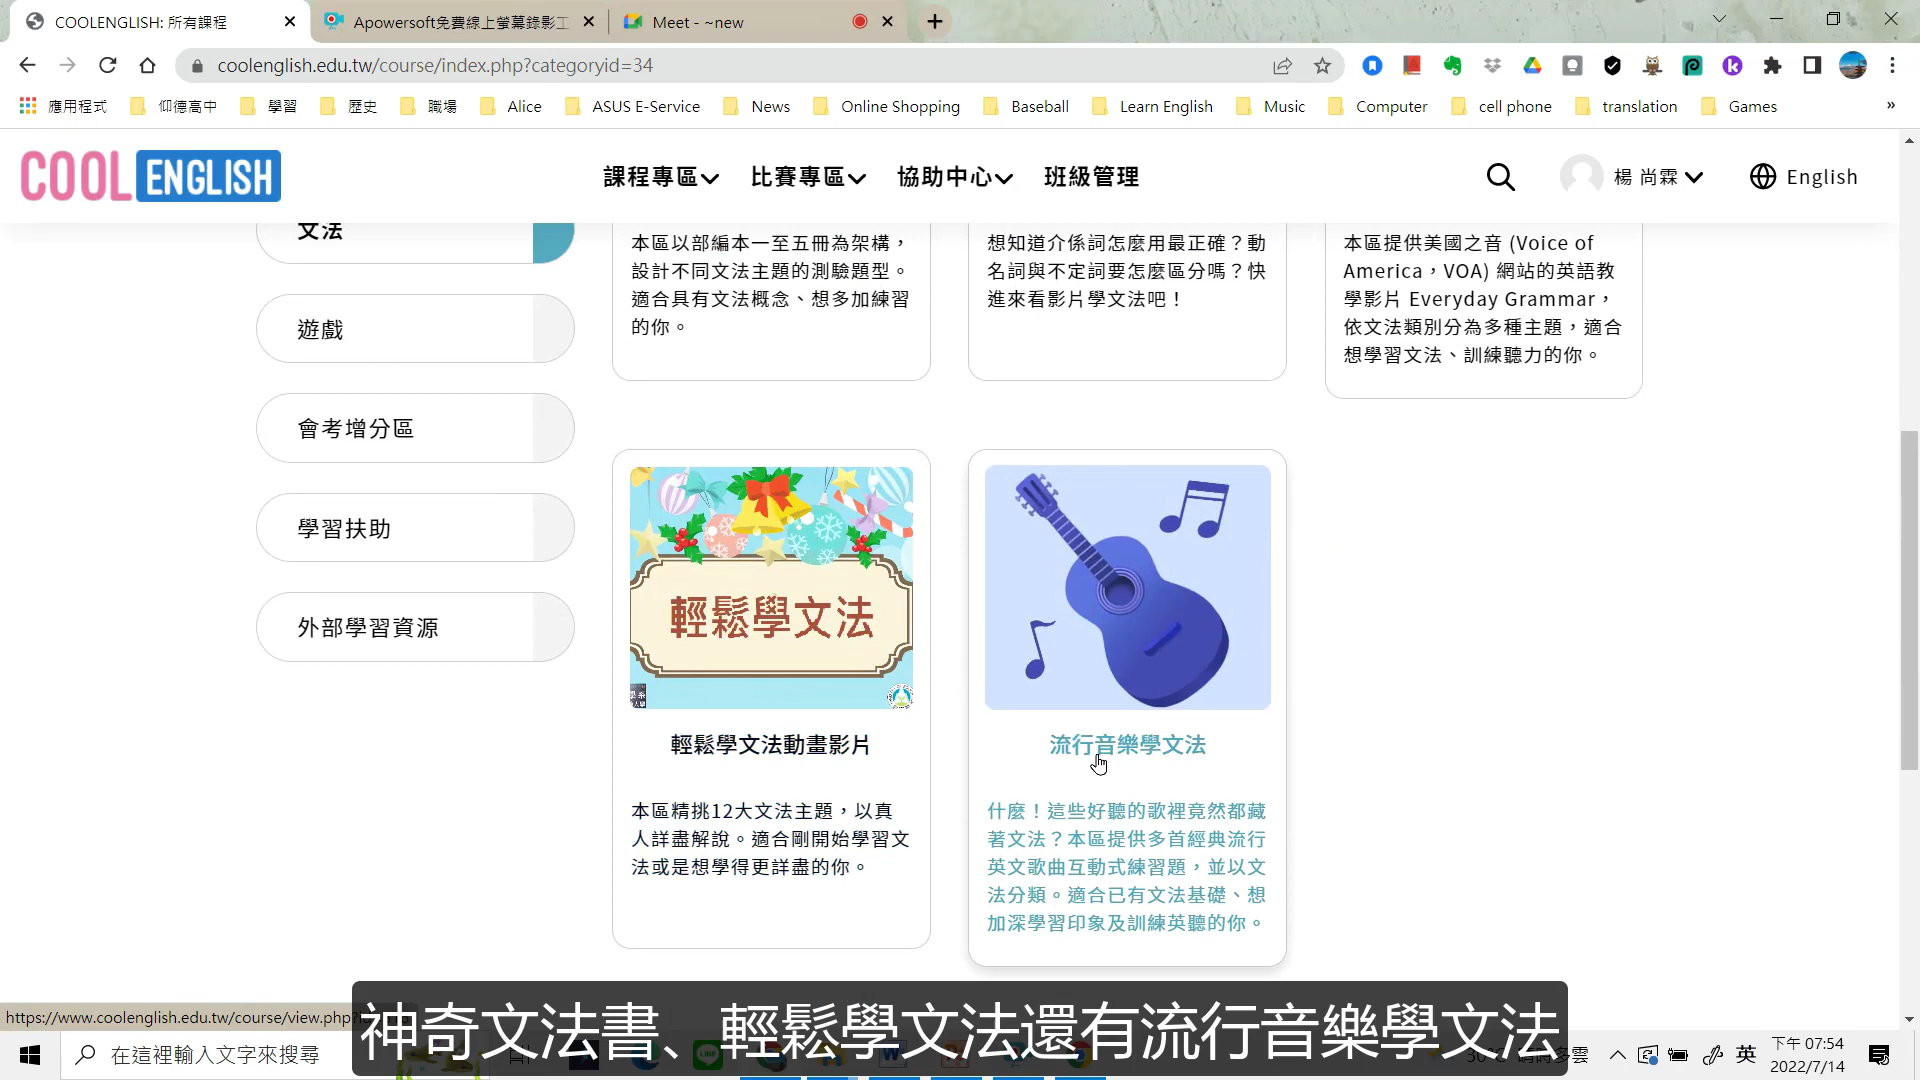 COOLENGLISH: 所有課程
Apowersoft免費線上螢幕錄影工
Meet - ~new
coolenglish.edu.tw/course/index.php?categoryid=34
應用程式
仰德高中
學習
歷史
職場
Alice
ASUS E-Service
News
Online Shopping
Baseball
Learn English
Music
Computer
cell phone
translation
Games
»
COOL ENGLISH
課程專區
比賽專區
協助中心
班級管理
楊 尚霖
English
文法
遊戲
會考增分區
學習扶助
外部學習資源
本區以部編本一至五冊為架構，
設計不同文法主題的測驗題型。
適合具有文法概念、想多加練習
的你。
想知道介係詞怎麼用最正確？動
名詞與不定詞要怎麼區分嗎？快
進來看影片學文法吧！
本區提供美國之音 (Voice of
America，VOA) 網站的英語教
學影片 Everyday Grammar，
依文法類別分為多種主題，適合
想學習文法、訓練聽力的你。
輕鬆學文法
輕鬆學文法動畫影片
本區精挑12大文法主題，以真
人詳盡解說。適合剛開始學習文
法或是想學得更詳盡的你。
流行音樂學文法
什麼！這些好聽的歌裡竟然都藏
著文法？本區提供多首經典流行
英文歌曲互動式練習題，並以文
法分類。適合已有文法基礎、想
加深學習印象及訓練英聽的你。
https://www.coolenglish.edu.tw/course/view.php?
神奇文法書、輕鬆學文法還有流行音樂學文法
在這裡輸入文字來搜尋
英
下午 07:54
2022/7/14